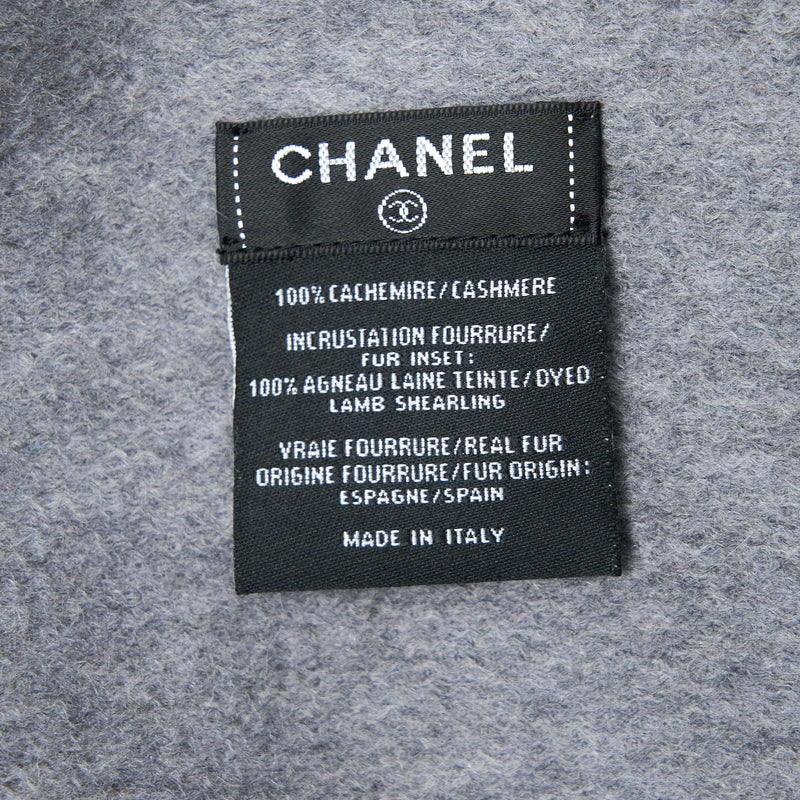 CHANEL
100% CACHEMIRE/CASHMERE
INCRUSTATION FOURRURE/
FUR INSET:
100% AGNEAU LAINE TEINTE/DYED
LAMB SHEARLING
VRAIE FOURRURE/REAL FUR
ORIGINE FOURRURE/FUR ORIGIN:
ESPAGNE/SPAIN
MADE IN ITALY